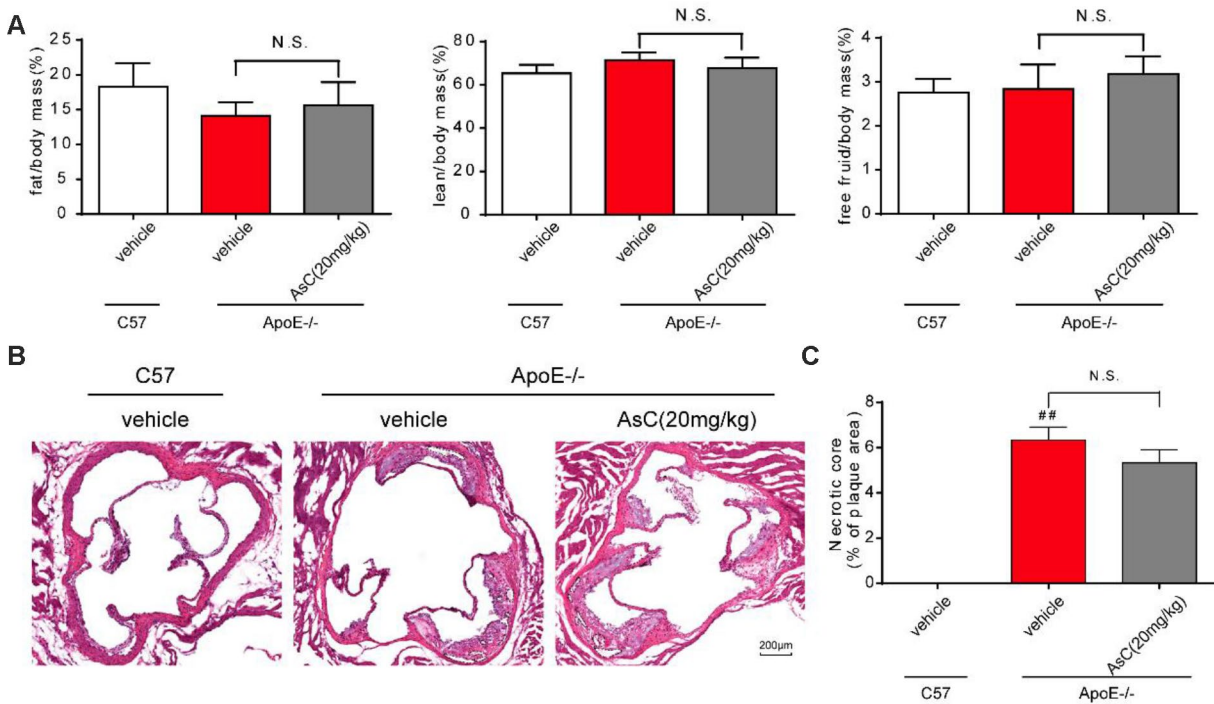 A
fat/body mass(%)
25
20
15
10
5
0
N.S.
vehicle
vehicle
AsC(20mg/kg)
C57
ApoE-/-
lean/body mass(%)
80
60
40
20
0
N.S.
vehicle
vehicle
AsC(20mg/kg)
C57
ApoE-/-
free fruid/body mass(%)
4
3
2
1
0
N.S.
vehicle
vehicle
AsC(20mg/kg)
C57
ApoE-/-
B
C57
ApoE-/-
vehicle
vehicle
AsC(20mg/kg)
200μm
C
Necrotic core
(% of plaque area)
8
6
4
2
0
N.S.
##
vehicle
vehicle
AsC(20mg/kg)
C57
ApoE-/-